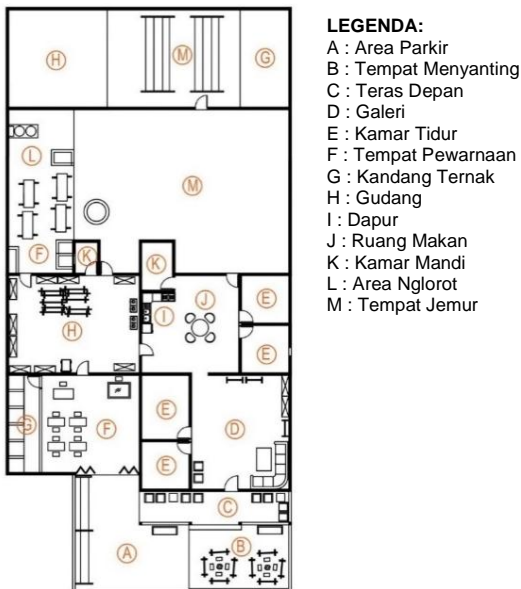 H
M
G
L
M
F
K
K
H
I
J
E
E
G
F
E
D
E
C
A
B
LEGENDA:
A : Area Parkir
B : Tempat Menyanting
C : Teras Depan
D : Galeri
E : Kamar Tidur
F : Tempat Pewarnaan
G : Kandang Ternak
H : Gudang
I : Dapur
J : Ruang Makan
K : Kamar Mandi
L : Area Nglorot
M : Tempat Jemur